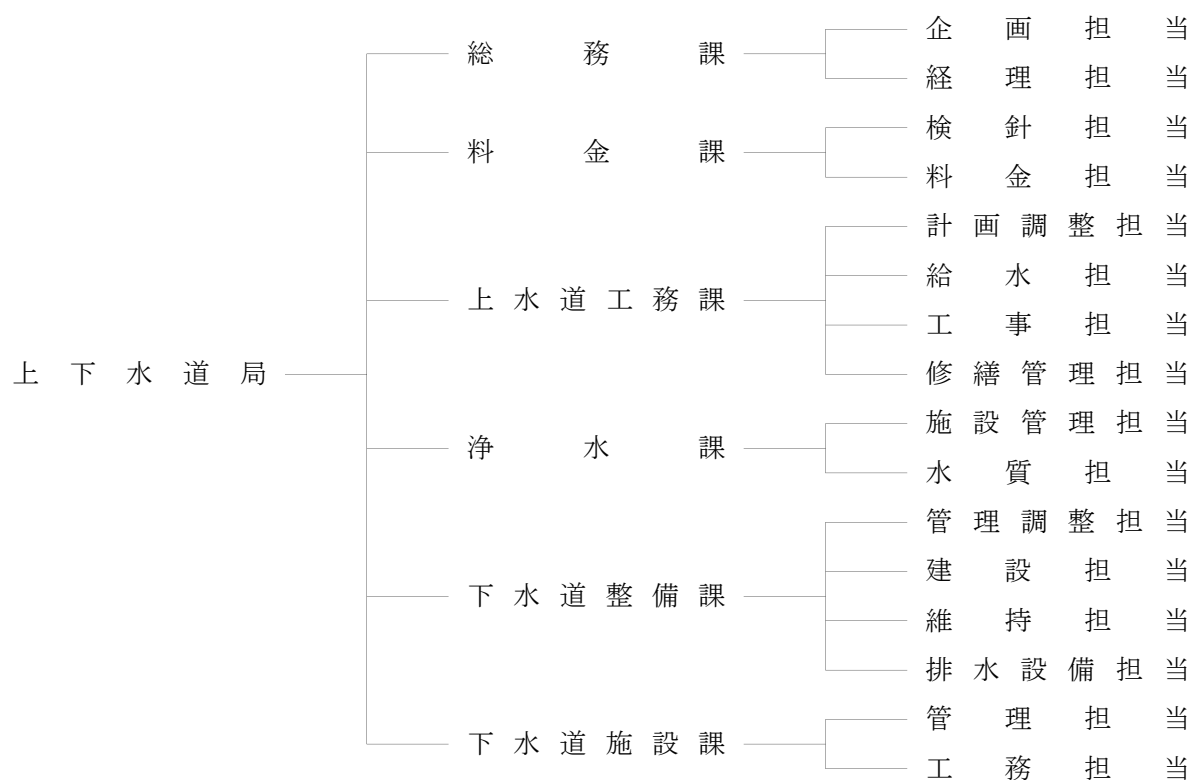 上下水道局
総務課
企画担当
経理担当
料金課
検針担当
料金担当
上水道工務課
計画調整担当
給水担当
工事担当
修繕管理担当
浄水課
施設管理担当
水質担当
下水道整備課
管理調整担当
建設担当
維持担当
排水設備担当
下水道施設課
管理担当
工務担当